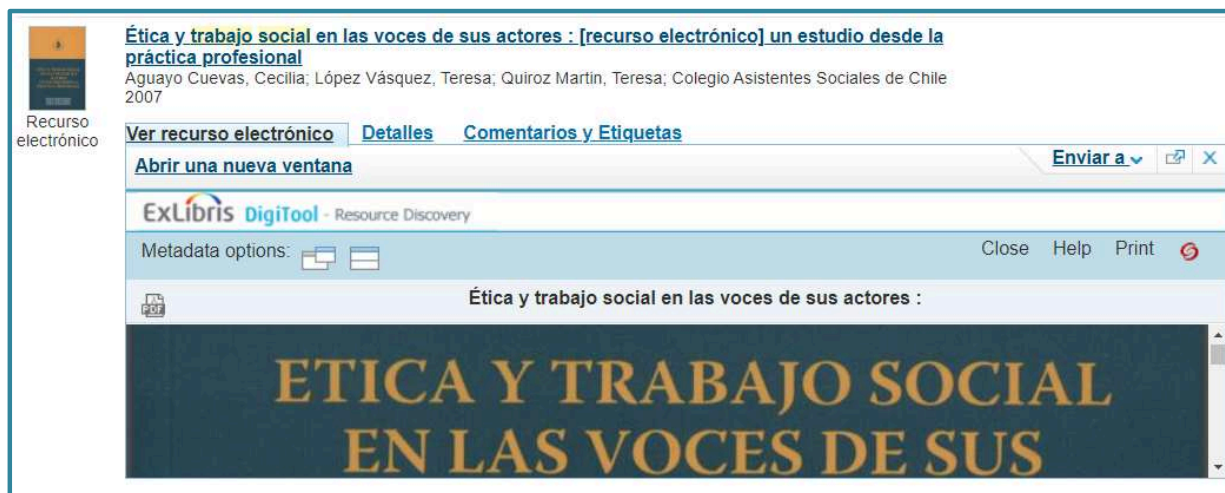 Ética y trabajo social en las voces de sus actores : [recurso electrónico] un estudio desde la
práctica profesional
Aguayo Cuevas, Cecilia; López Vásquez, Teresa; Quiroz Martin, Teresa; Colegio Asistentes Sociales de Chile
2007
Recurso
electrónico
Ver recurso electrónico Detalles Comentarios y Etiquetas
Abrir una nueva ventana Enviar a
ExLibris DigiTool - Resource Discovery
Metadata options: Close Help Print
PDF Ética y trabajo social en las voces de sus actores :
ETICA Y TRABAJO SOCIAL
EN LAS VOCES DE SUS